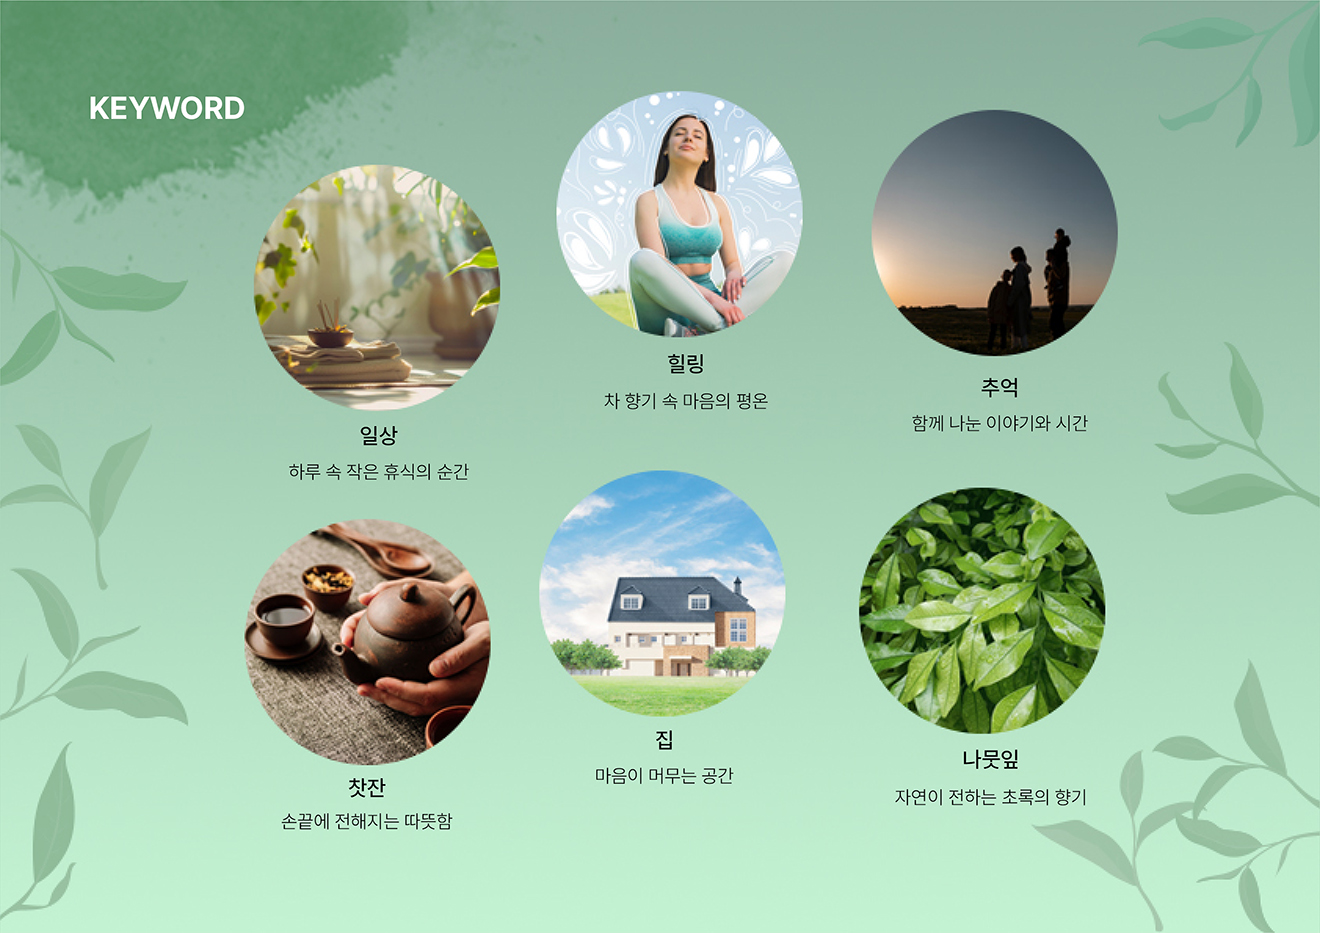 KEYWORD
일상
하루 속 작은 휴식의 순간
힐링
차 향기 속 마음의 평온
추억
함께 나눈 이야기와 시간
찻잔
손끝에 전해지는 따뜻함
집
마음이 머무는 공간
나뭇잎
자연이 전하는 초록의 향기